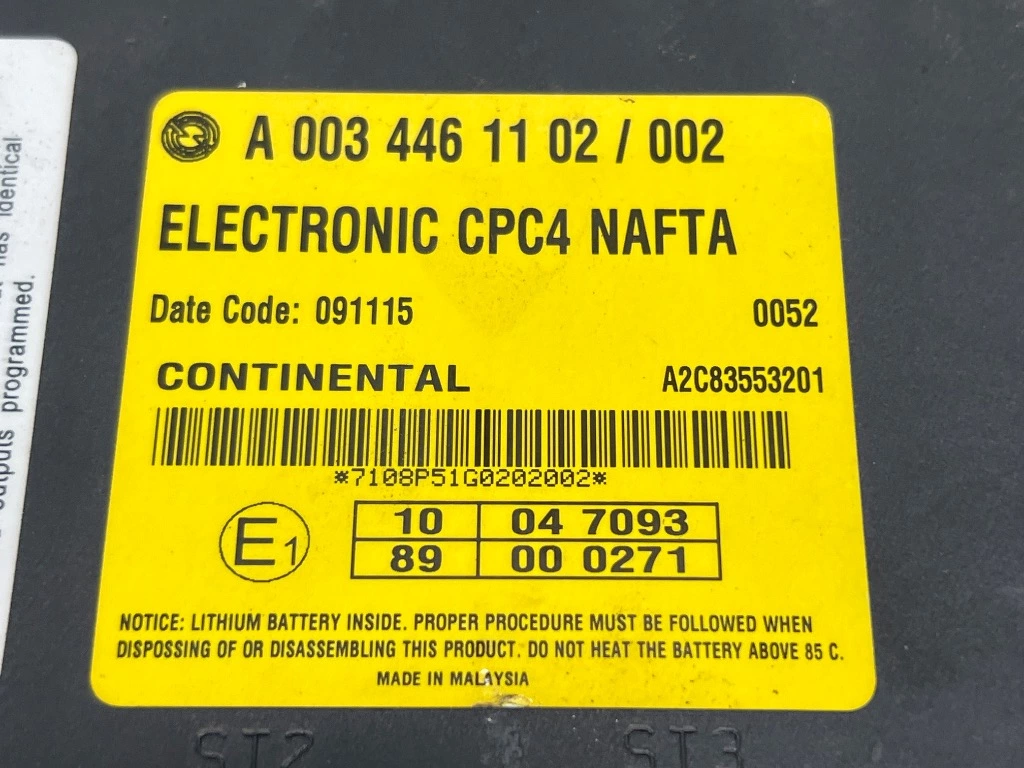 A 003 446 11 02 / 002
ELECTRONIC CPC4 NAFTA
Date Code: 091115 0052
CONTINENTAL A2C83553201
*7108P51G0202002*
E1
10 04 7093
89 00 0271
NOTICE: LITHIUM BATTERY INSIDE. PROPER PROCEDURE MUST BE FOLLOWED WHEN
DISPOSSING OF OR DISASSEMBLING THIS PRODUCT. DO NOT HEAT THE BATTERY ABOVE 85 C.
MADE IN MALAYSIA
has identical
outputs programmed.
ST2 ST3